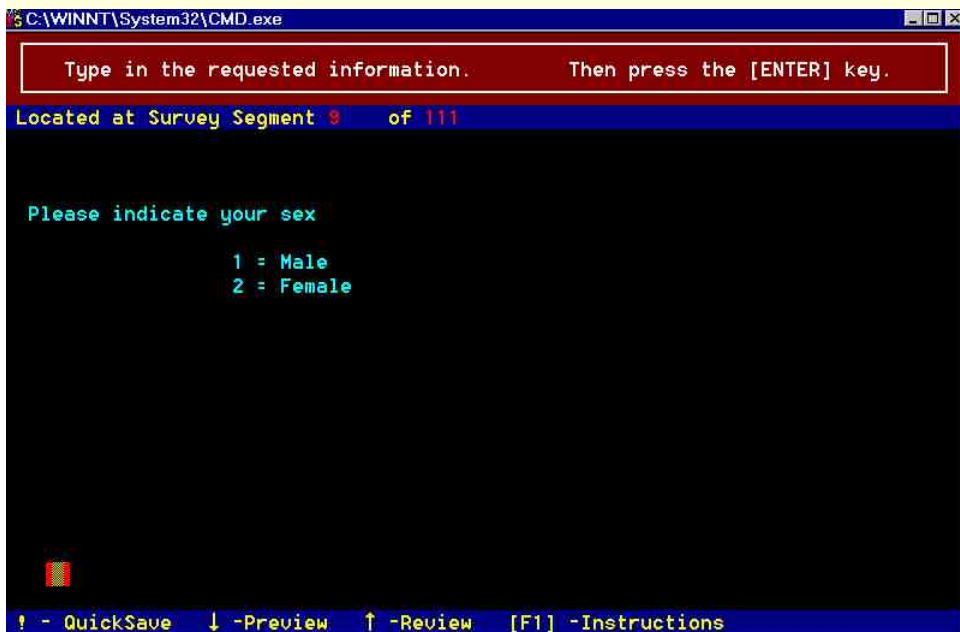 C:\WINNT\System32\CMD.exe
Type in the requested information. Then press the [ENTER] key.
Located at Survey Segment 9 of 111
Please indicate your sex
1 = Male
2 = Female
! - QuickSave ↓ -Preview ↑ -Review [F1] -Instructions